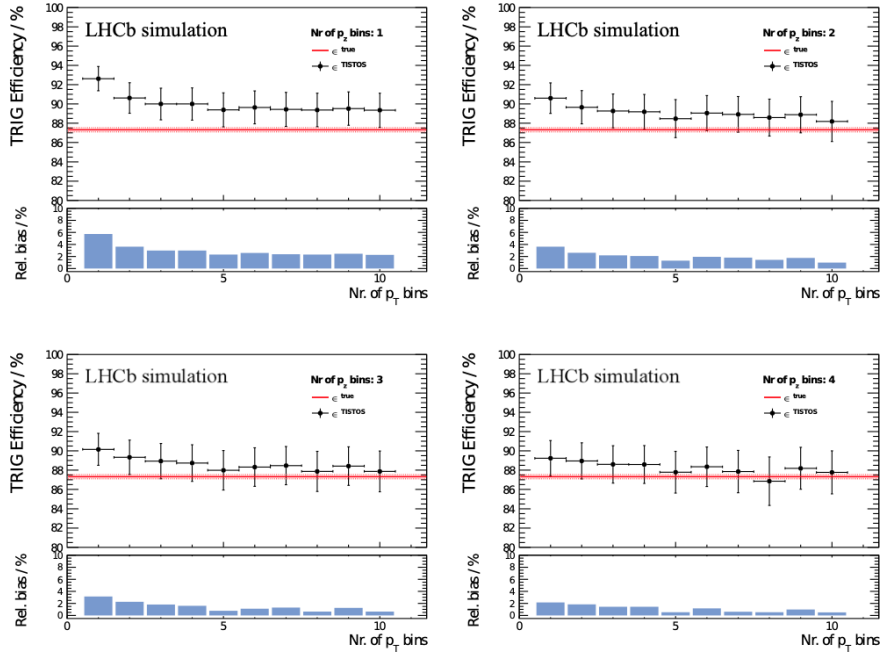 LHCb simulation
Nr of p_z bins: 1
∈ true
∈ TISTOS
TRIG Efficiency / %
100
98
96
94
92
90
88
86
84
82
80
Rel. bias / %
10
8
6
4
2
0
0
5
10
Nr. of p_T bins
LHCb simulation
Nr of p_z bins: 2
∈ true
∈ TISTOS
TRIG Efficiency / %
100
98
96
94
92
90
88
86
84
82
80
Rel. bias / %
10
8
6
4
2
0
0
5
10
Nr. of p_T bins
LHCb simulation
Nr of p_z bins: 3
∈ true
∈ TISTOS
TRIG Efficiency / %
100
98
96
94
92
90
88
86
84
82
80
Rel. bias / %
10
8
6
4
2
0
0
5
10
Nr. of p_T bins
LHCb simulation
Nr of p_z bins: 4
∈ true
∈ TISTOS
TRIG Efficiency / %
100
98
96
94
92
90
88
86
84
82
80
Rel. bias / %
10
8
6
4
2
0
0
5
10
Nr. of p_T bins